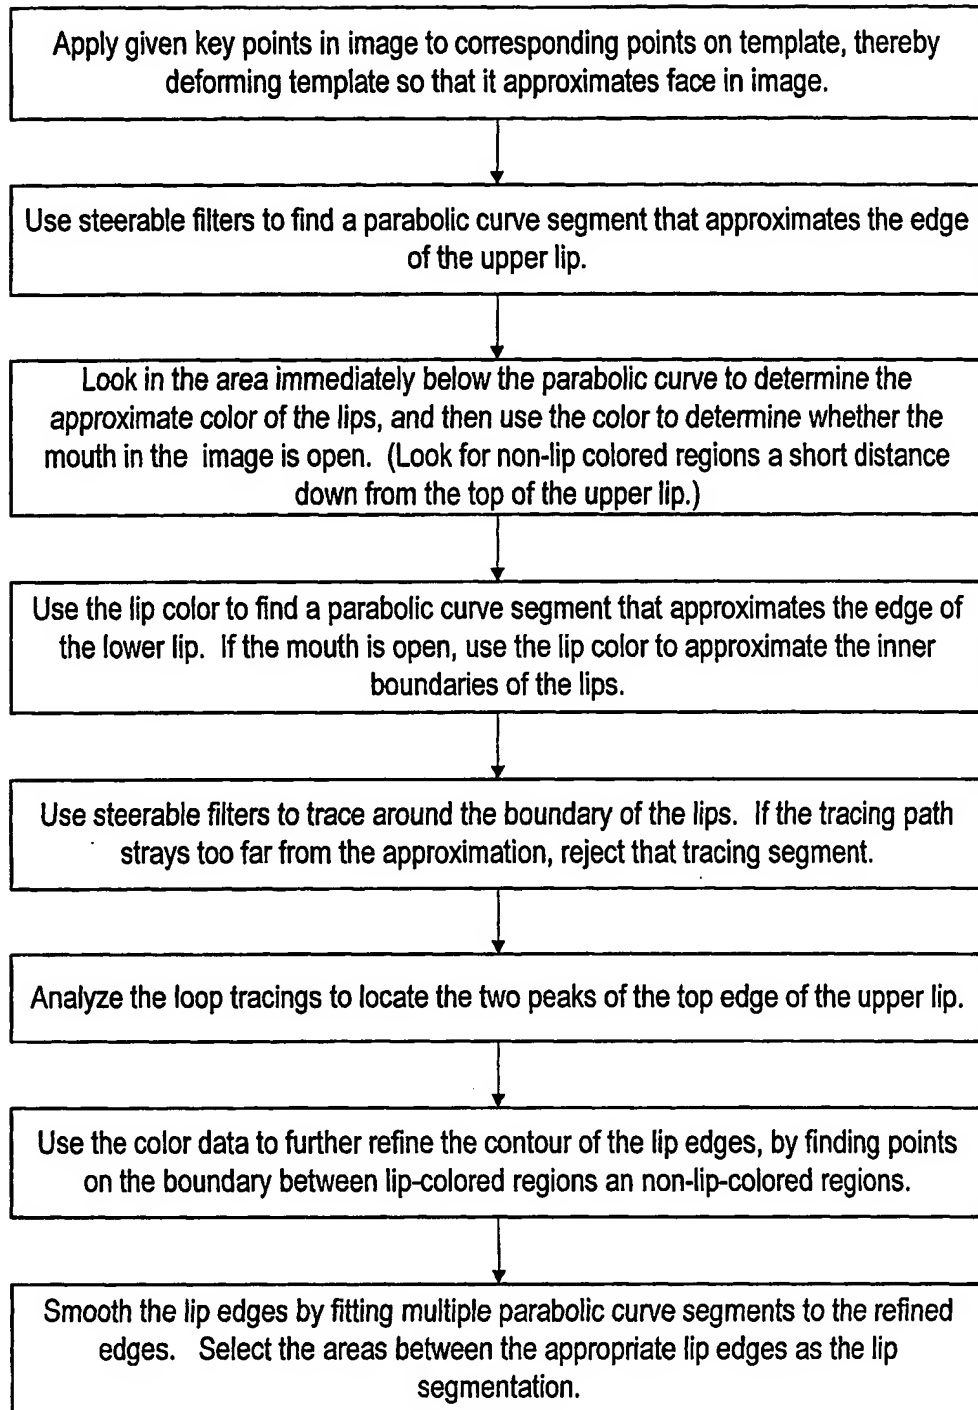 Apply given key points in image to corresponding points on template, thereby
deforming template so that it approximates face in image.
Use steerable filters to find a parabolic curve segment that approximates the edge
of the upper lip.
Look in the area immediately below the parabolic curve to determine the
approximate color of the lips, and then use the color to determine whether the
mouth in the image is open. (Look for non-lip colored regions a short distance
down from the top of the upper lip.)
Use the lip color to find a parabolic curve segment that approximates the edge of
the lower lip. If the mouth is open, use the lip color to approximate the inner
boundaries of the lips.
Use steerable filters to trace around the boundary of the lips. If the tracing path
strays too far from the approximation, reject that tracing segment.
Analyze the loop tracings to locate the two peaks of the top edge of the upper lip.
Use the color data to further refine the contour of the lip edges, by finding points
on the boundary between lip-colored regions an non-lip-colored regions.
Smooth the lip edges by fitting multiple parabolic curve segments to the refined
edges. Select the areas between the appropriate lip edges as the lip
segmentation.